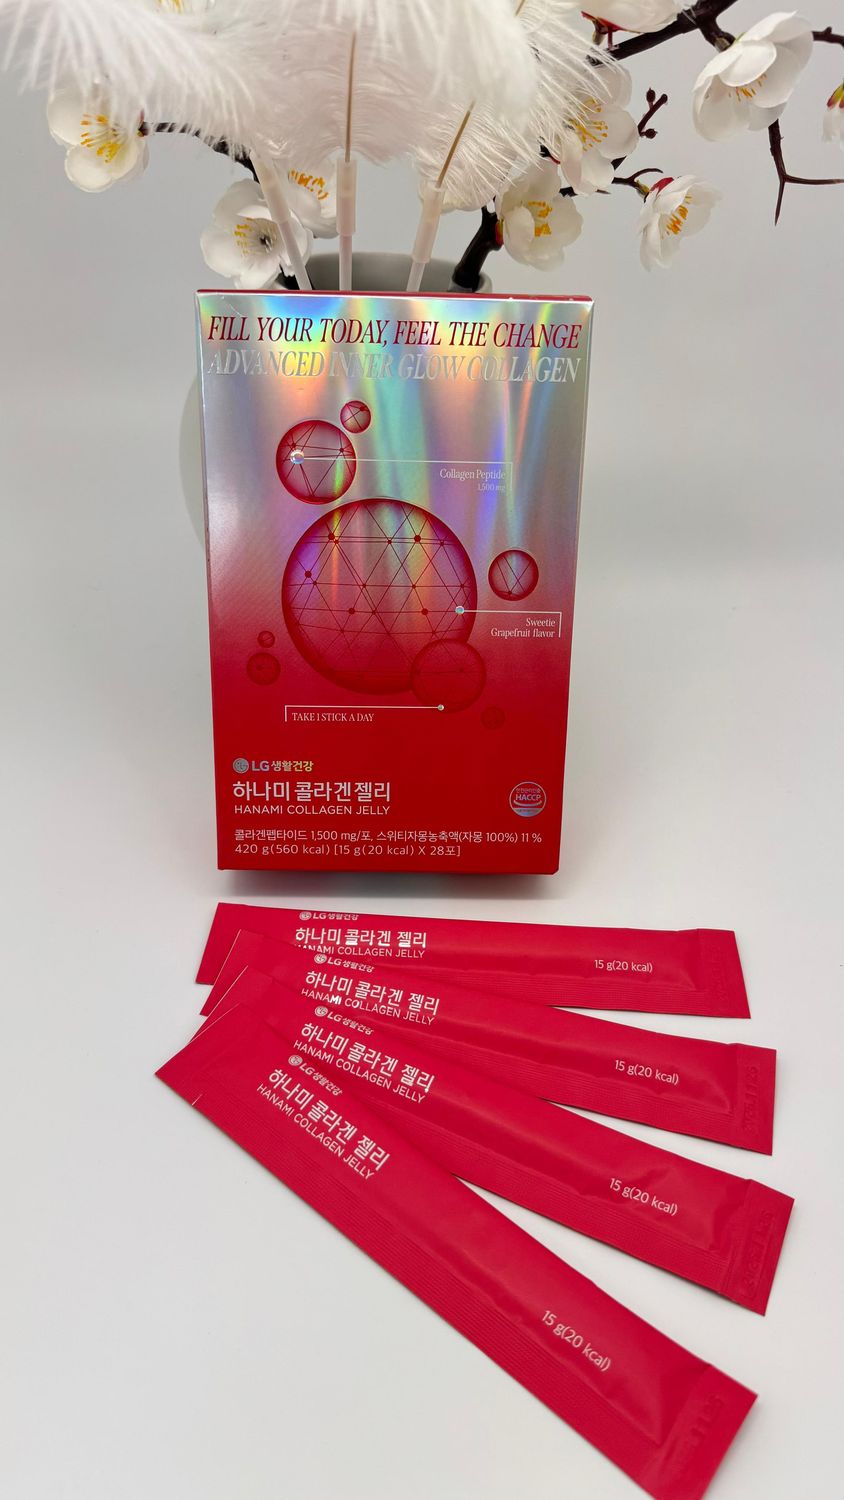 FILL YOUR TODAY, FEEL THE CHANGE
ADVANCED INNER GLOW COLLAGEN
Collagen Peptide
1,500 mg
Sweetie
Grapefruit flavor
TAKE 1 STICK A DAY
LG생활건강
하나미 콜라겐 젤리
HANAMI COLLAGEN JELLY
HACCP
콜라겐펩타이드 1,500 mg/포, 스위티자몽농축액(자몽 100%) 11 %
420 g(560 kcal) [15 g(20 kcal) X 28포]
LG생활건강
하나미 콜라겐 젤리
HANAMI COLLAGEN JELLY
15 g(20 kcal)
LG생활건강
하나미 콜라겐 젤리
HANAMI COLLAGEN JELLY
15 g(20 kcal)
LG생활건강
하나미 콜라겐 젤리
HANAMI COLLAGEN JELLY
15 g(20 kcal)
LG생활건강
하나미 콜라겐 젤리
HANAMI COLLAGEN JELLY
15 g(20 kcal)